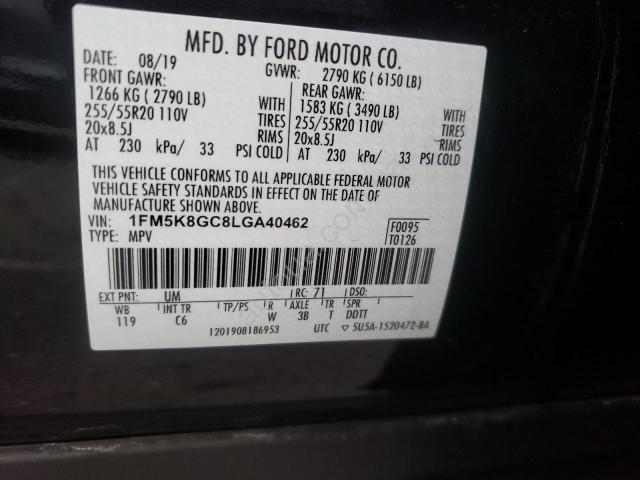 MFD. BY FORD MOTOR CO.
DATE: 08/19 GVWR: 2790 KG ( 6150 LB)
FRONT GAWR: REAR GAWR:
1266 KG ( 2790 LB) WITH 1583 KG ( 3490 LB) WITH
255/55R20 110V TIRES 255/55R20 110V TIRES
20x8.5J RIMS 20x8.5J RIMS
AT 230 kPa/ 33 PSI COLD AT 230 kPa/ 33 PSI COLD
THIS VEHICLE CONFORMS TO ALL APPLICABLE FEDERAL MOTOR
VEHICLE SAFETY STANDARDS IN EFFECT ON THE DATE OF
MANUFACTURE SHOWN ABOVE.
VIN: 1FM5K8GC8LGA40462 F0095
TYPE: MPV T0126
EXT PNT: UM RC: 71 DSO:
WB INT TR TP/PS R AXLE TR SPR
119 C6 W 3B T DDTT
1201908186953 UTC ▽ 5U5A-1520472-BA